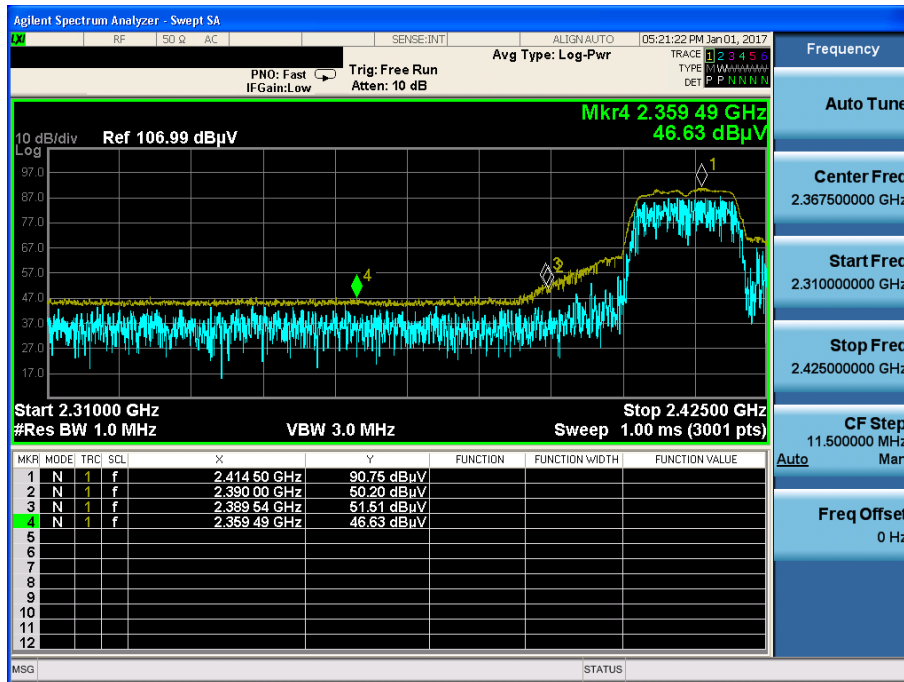 Agilent Spectrum Analyzer - Swept SA
LXI RF 50 Ω AC SENSE:INT ALIGN AUTO 05:21:22 PM Jan 01, 2017
Avg Type: Log-Pwr TRACE 1 2 3 4 5 6
PNO: Fast Trig: Free Run TYPE M W W W W W
IFGain:Low Atten: 10 dB DET P P N N N N
Mkr4 2.359 49 GHz
10 dB/div Ref 106.99 dBµV 46.63 dBµV
Log
97.0
87.0
77.0
67.0
57.0
47.0
37.0
27.0
17.0
1
3
4
Start 2.31000 GHz Stop 2.42500 GHz
#Res BW 1.0 MHz VBW 3.0 MHz Sweep 1.00 ms (3001 pts)
MKR MODE TRC SCL X Y FUNCTION FUNCTION WIDTH FUNCTION VALUE
1 N 1 f 2.414 50 GHz 90.75 dBµV
2 N 1 f 2.390 00 GHz 50.20 dBµV
3 N 1 f 2.389 54 GHz 51.51 dBµV
4 N 1 f 2.359 49 GHz 46.63 dBµV
5
6
7
8
9
10
11
12
MSG STATUS
Frequency
Auto Tune
Center Freq
2.367500000 GHz
Start Freq
2.310000000 GHz
Stop Freq
2.425000000 GHz
CF Step
11.500000 MHz
Auto Man
Freq Offset
0 Hz